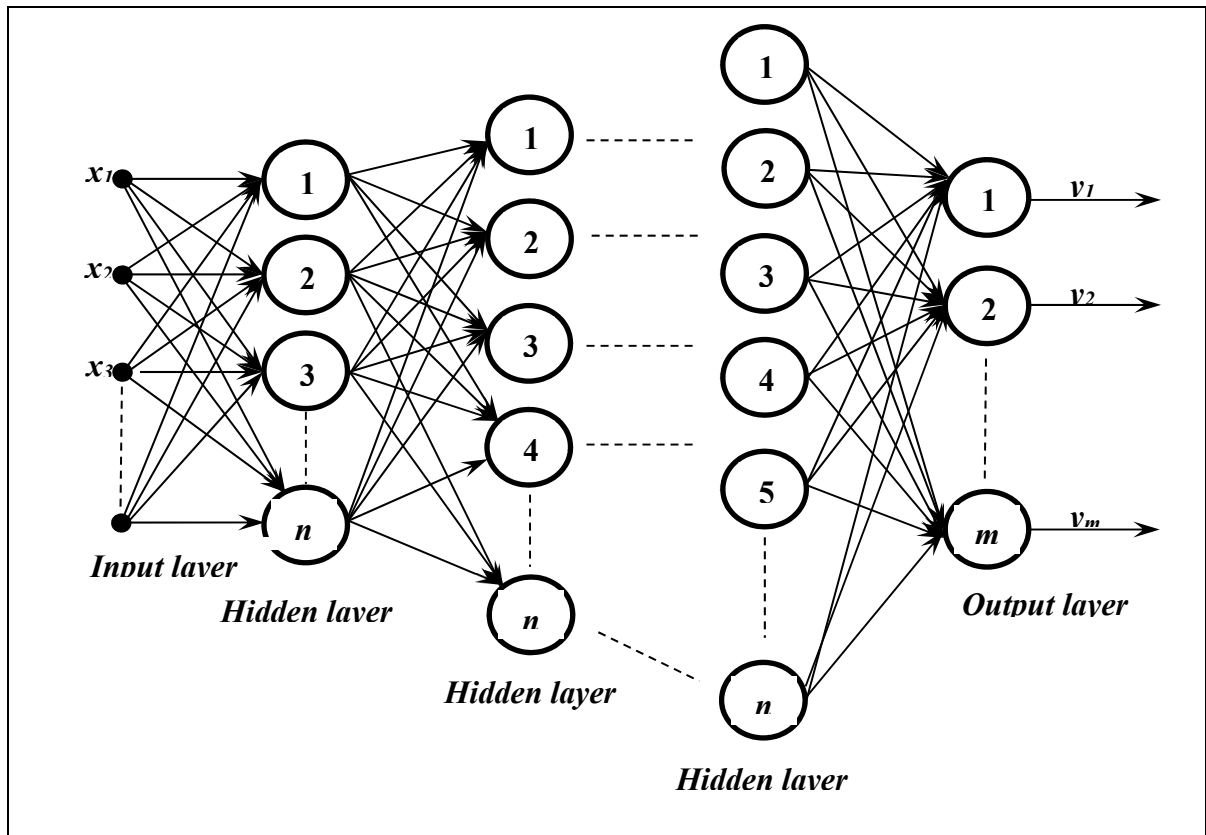 x1
x2
x3
Input layer
1
2
3
n
Hidden layer
1
2
3
4
n
Hidden layer
1
2
3
4
5
n
Hidden layer
1
2
m
Output layer
v1
v2
vm